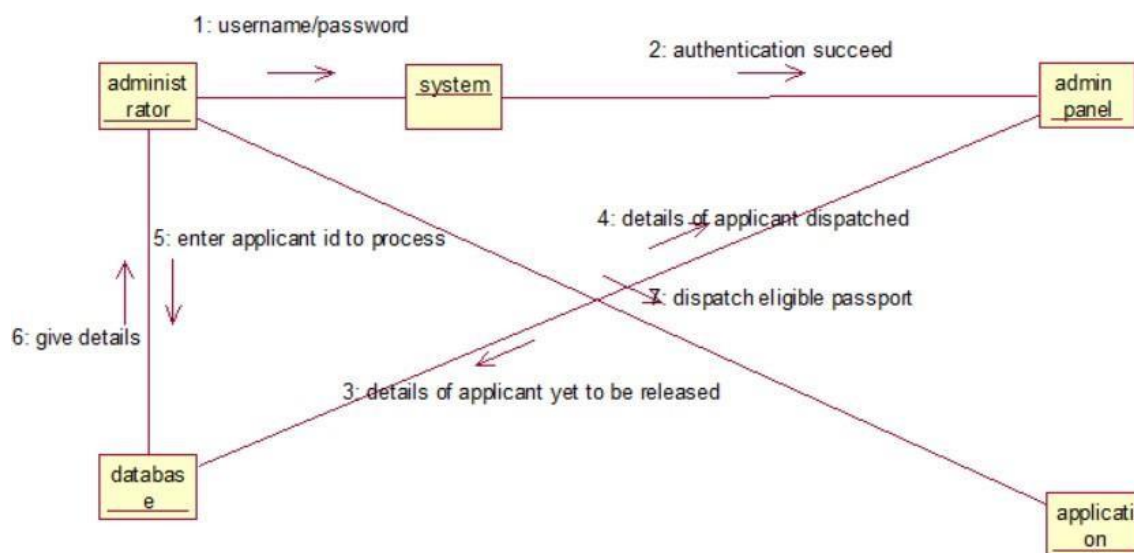 1: username/password
2: authentication succeed
administ
rator
system
admin
panel
4: details of applicant dispatched
5: enter applicant id to process
7: dispatch eligible passport
6: give details
3: details of applicant yet to be released
databas
e
applicati
on